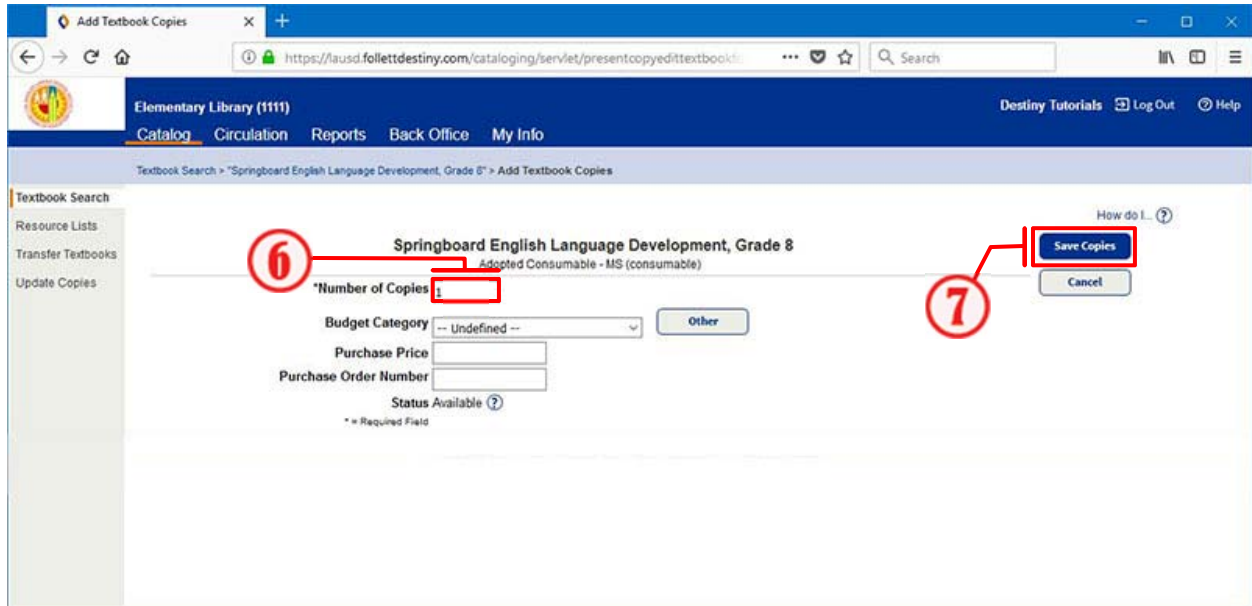 Add Textbook Copies
https://lausd.follettdestiny.com/cataloging/servlet/presentcopyedittextbookf
Search
Elementary Library (1111)
Destiny Tutorials Log Out Help
Catalog Circulation Reports Back Office My Info
Textbook Search > "Springboard English Language Development, Grade 8" > Add Textbook Copies
Textbook Search
Resource Lists
Transfer Textbooks
Update Copies
How do I...
Springboard English Language Development, Grade 8
Adopted Consumable - MS (consumable)
Save Copies
Cancel
6
7
*Number of Copies 1
Budget Category -- Undefined -- Other
Purchase Price
Purchase Order Number
Status Available
* = Required Field